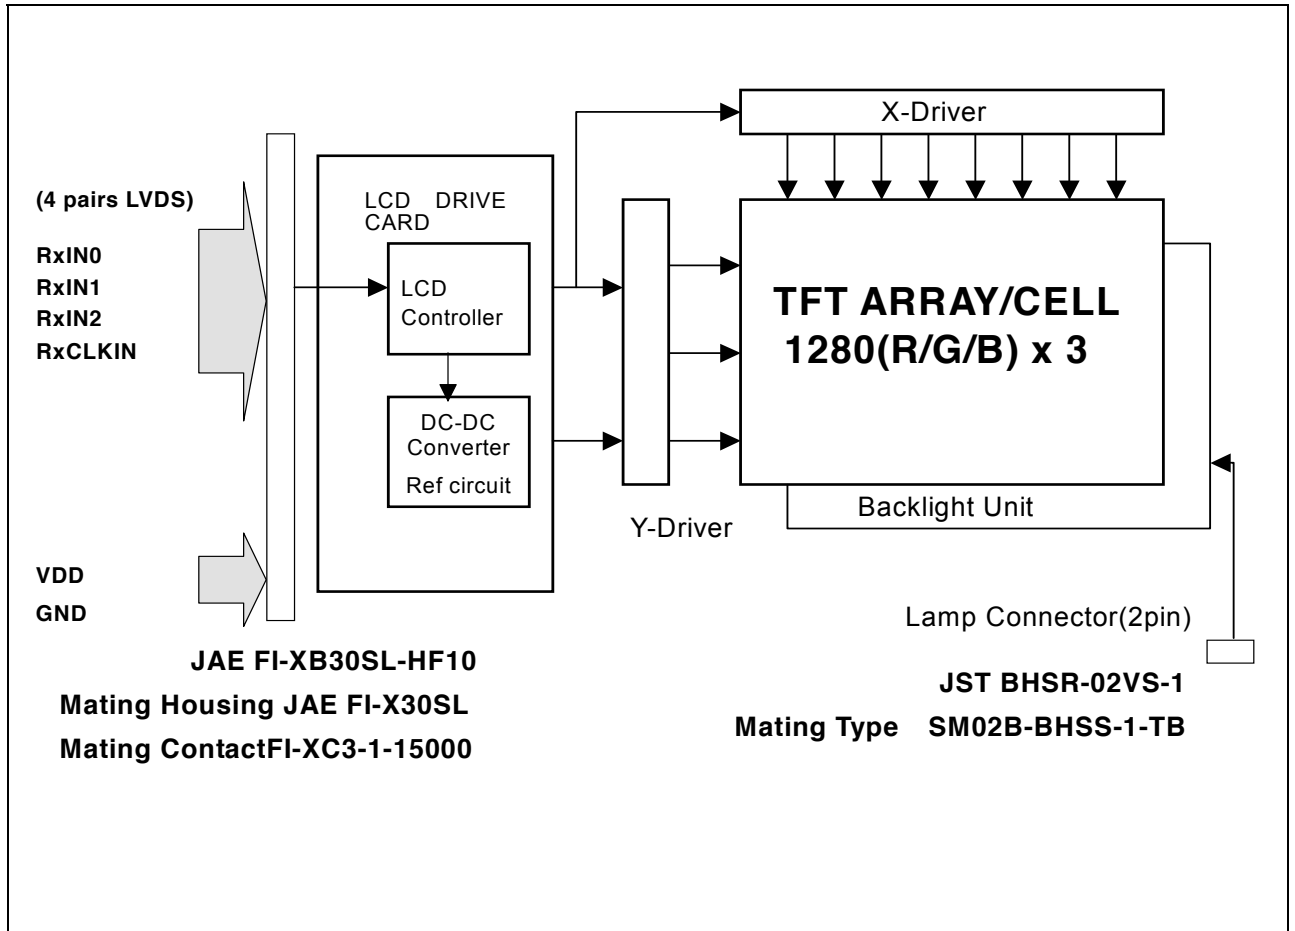 X-Driver
(4 pairs LVDS)
RxIN0
RxIN1
RxIN2
RxCLKIN
LCD DRIVE
CARD
LCD
Controller
DC-DC
Converter
Ref circuit
TFT ARRAY/CELL
1280(R/G/B) x 3
Backlight Unit
Y-Driver
VDD
GND
Lamp Connector(2pin)
JAE FI-XB30SL-HF10
Mating Housing JAE FI-X30SL
Mating ContactFI-XC3-1-15000
JST BHSR-02VS-1
Mating Type SM02B-BHSS-1-TB